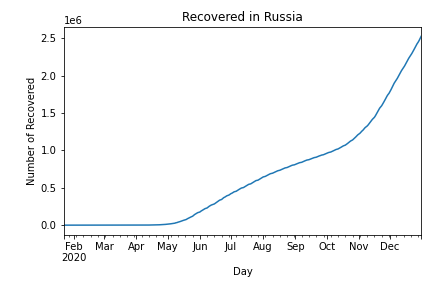 Recovered in Russia
1e6
2.5
2.0
1.5
1.0
0.5
0.0
Number of Recovered
Feb Mar Apr May Jun Jul Aug Sep Oct Nov Dec
2020
Day